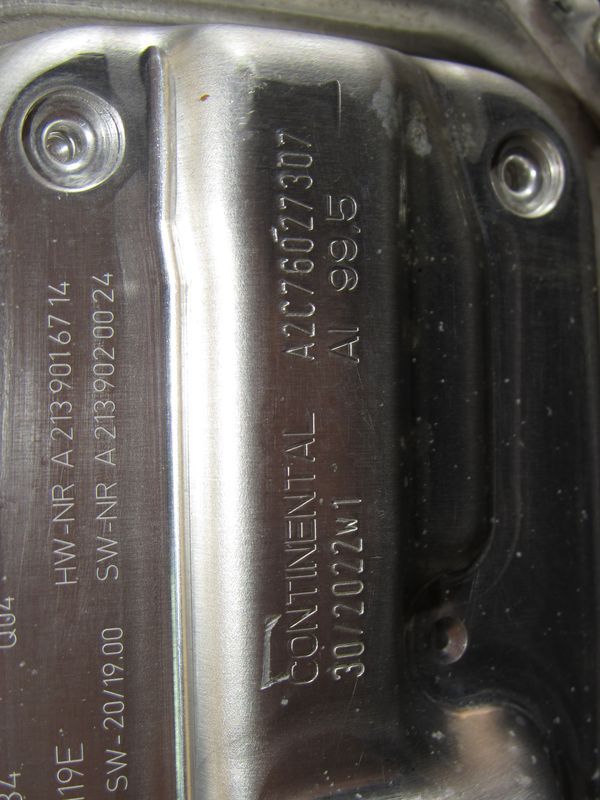 Q04
HW-NR A 213 901 67 14
SW-NR A 213 902 00 24
119E
SW-20/19.00
CONTINENTAL A2C76027307
30/2022W1 Al 99.5